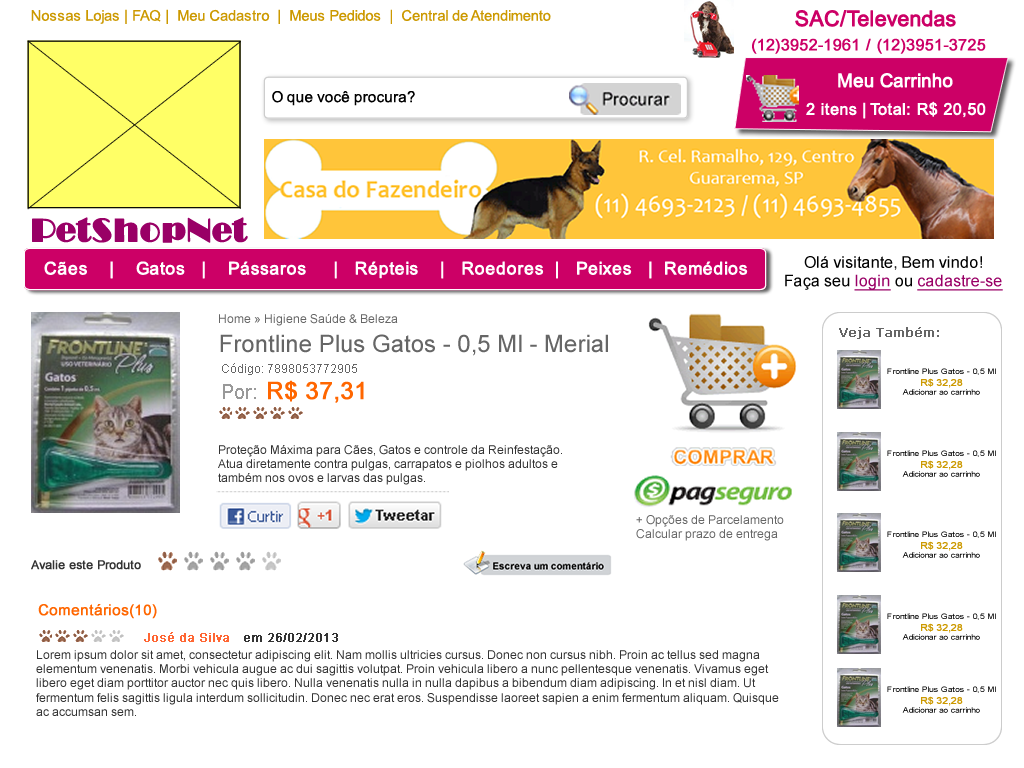 Nossas Lojas | FAQ | Meu Cadastro | Meus Pedidos | Central de Atendimento
SAC/Televendas
(12)3952-1961 / (12)3951-3725
Meu Carrinho
2 itens | Total: R$ 20,50
O que você procura?
Procurar
Casa do Fazendeiro
R. Cel. Ramalho, 129, Centro
Guararema, SP
(11) 4693-2123 / (11) 4693-4855
PetShopNet
Cães | Gatos | Pássaros | Répteis | Roedores | Peixes | Remédios
Olá visitante, Bem vindo!
Faça seu login ou cadastre-se
FRONTLINE
Plus
USO VETERINÁRIO
Gatos
Home » Higiene Saúde & Beleza
Frontline Plus Gatos - 0,5 Ml - Merial
Código: 7898053772905
Por: R$ 37,31
Proteção Máxima para Cães, Gatos e controle da Reinfestação.
Atua diretamente contra pulgas, carrapatos e piolhos adultos e
também nos ovos e larvas das pulgas.
Curtir
g +1
Tweetar
COMPRAR
pagseguro
+ Opções de Parcelamento
Calcular prazo de entrega
Avalie este Produto
Escreva um comentário
Comentários(10)
José da Silva em 26/02/2013
Lorem ipsum dolor sit amet, consectetur adipiscing elit. Nam mollis ultricies cursus. Donec non cursus nibh. Proin ac tellus sed magna
elementum venenatis. Morbi vehicula augue ac dui sagittis volutpat. Proin vehicula libero a nunc pellentesque venenatis. Vivamus eget
libero eget diam porttitor auctor nec quis libero. Nulla venenatis nulla in nulla dapibus a bibendum diam adipiscing. In et nisl diam. Ut
fermentum felis sagittis ligula interdum sollicitudin. Donec nec erat eros. Suspendisse laoreet sapien a enim fermentum aliquam. Quisque
ac accumsan sem.
Veja Também:
Frontline Plus Gatos - 0,5 Ml
R$ 32,28
Adicionar ao carrinho
Frontline Plus Gatos - 0,5 Ml
R$ 32,28
Adicionar ao carrinho
Frontline Plus Gatos - 0,5 Ml
R$ 32,28
Adicionar ao carrinho
Frontline Plus Gatos - 0,5 Ml
R$ 32,28
Adicionar ao carrinho
Frontline Plus Gatos - 0,5 Ml
R$ 32,28
Adicionar ao carrinho